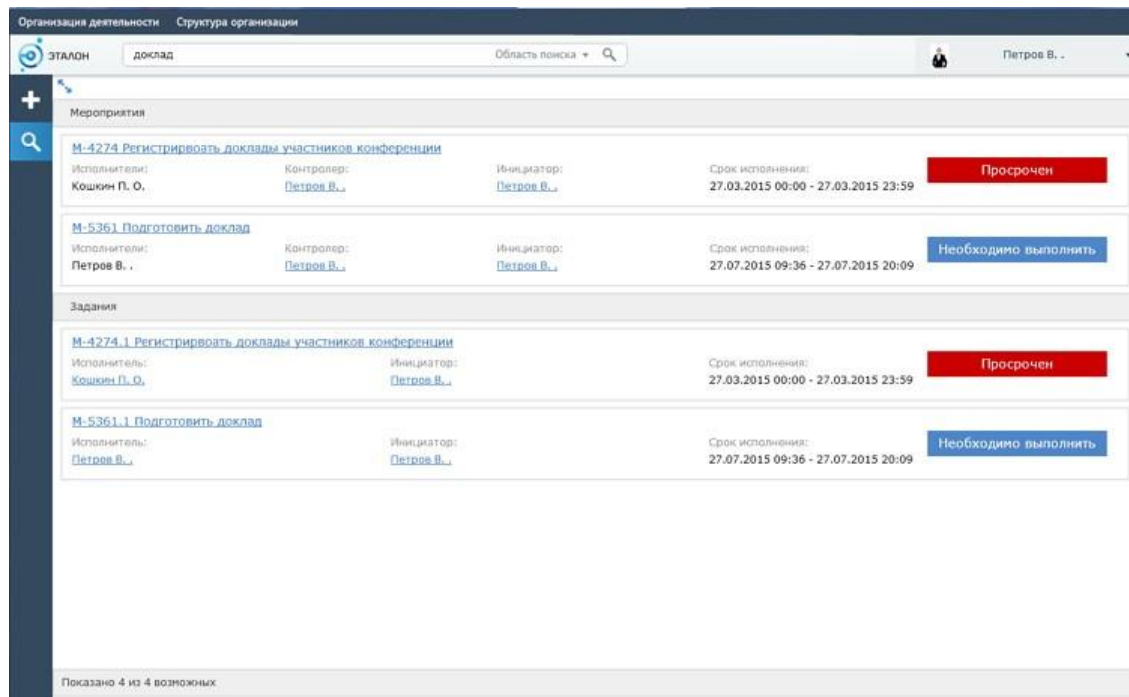 Организация деятельности Структура организации
ЭТАЛОН доклад Область поиска Петров В. .
Мероприятия
М-4274 Регистрирвоать доклады участников конференции
Исполнители: Контролер: Инициатор: Срок исполнения: Просрочен
Кошкин П. О. Петров В. . Петров В. . 27.03.2015 00:00 - 27.03.2015 23:59
М-5361 Подготовить доклад
Исполнители: Контролер: Инициатор: Срок исполнения: Необходимо выполнить
Петров В. . Петров В. . Петров В. . 27.07.2015 09:36 - 27.07.2015 20:09
Задания
М-4274.1 Регистрирвоать доклады участников конференции
Исполнитель: Инициатор: Срок исполнения: Просрочен
Кошкин П. О. Петров В. . 27.03.2015 00:00 - 27.03.2015 23:59
М-5361.1 Подготовить доклад
Исполнитель: Инициатор: Срок исполнения: Необходимо выполнить
Петров В. . Петров В. . 27.07.2015 09:36 - 27.07.2015 20:09
Показано 4 из 4 возможных